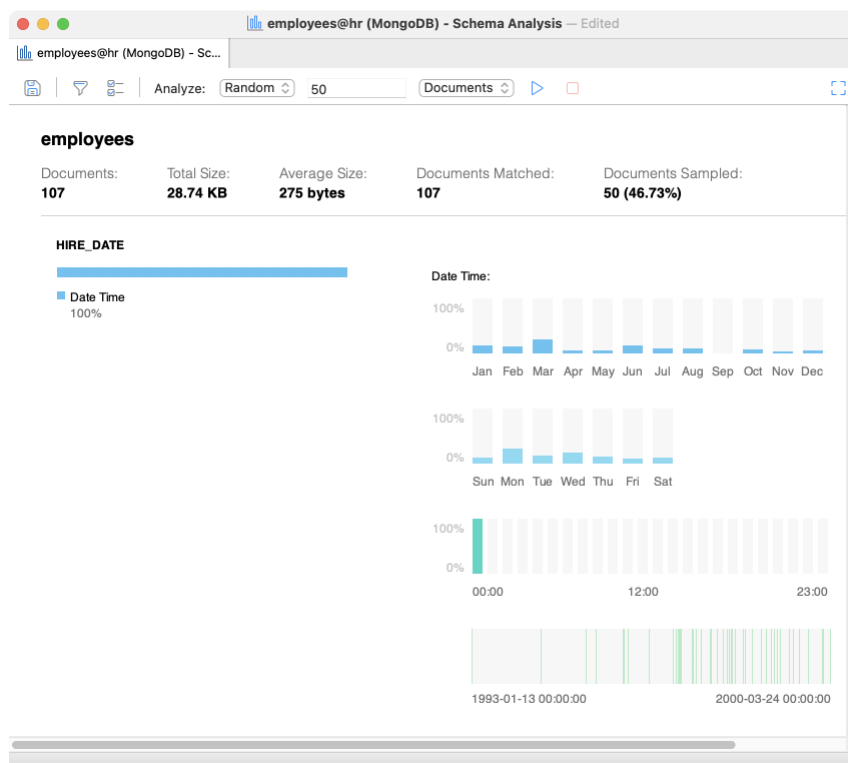 employees@hr (MongoDB) - Schema Analysis — Edited
employees@hr (MongoDB) - Sc...
Analyze: Random 50 Documents
employees
Documents: Total Size: Average Size: Documents Matched: Documents Sampled:
107 28.74 KB 275 bytes 107 50 (46.73%)
HIRE_DATE
Date Time
100%
Date Time:
100%
0%
Jan Feb Mar Apr May Jun Jul Aug Sep Oct Nov Dec
100%
0%
Sun Mon Tue Wed Thu Fri Sat
100%
0%
00:00 12:00 23:00
1993-01-13 00:00:00 2000-03-24 00:00:00